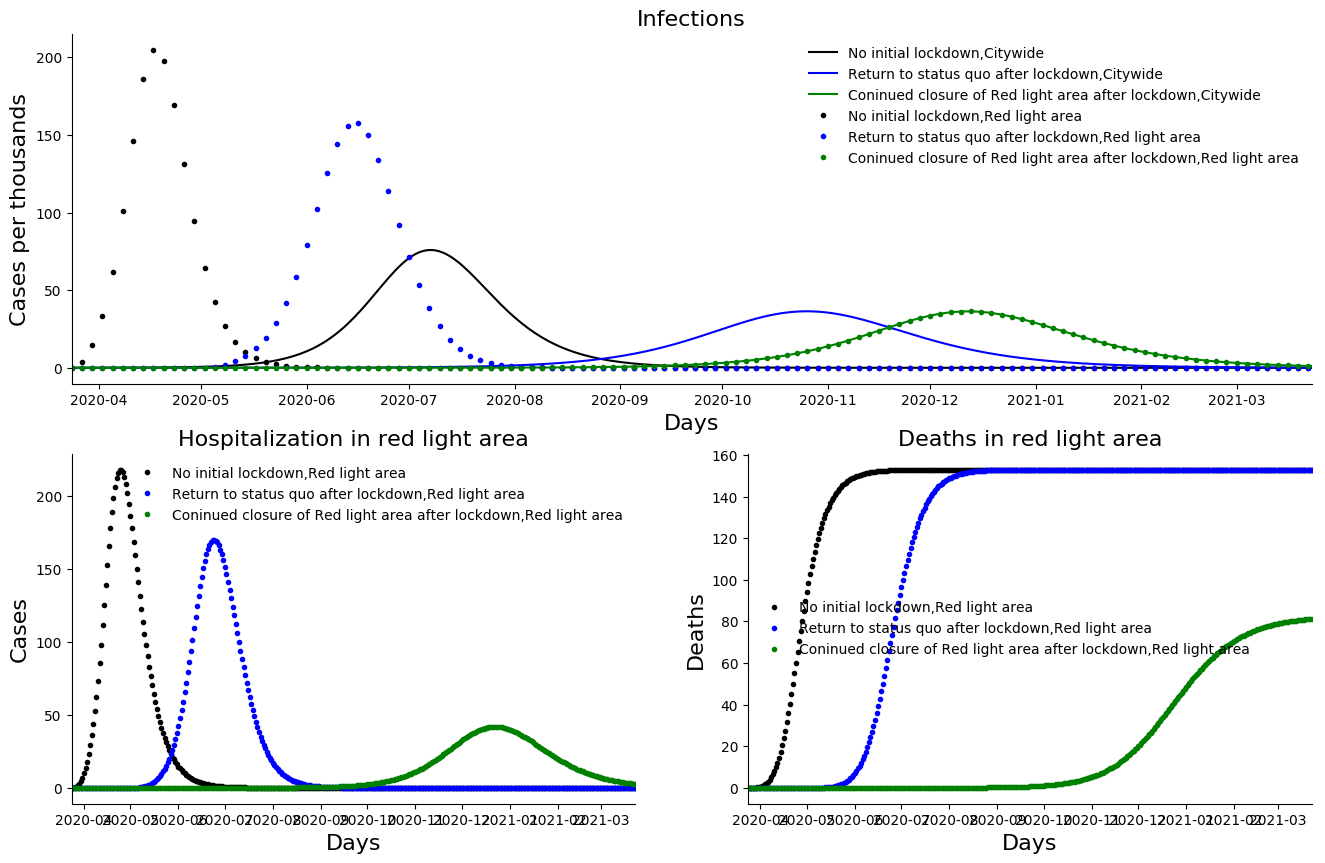 Infections
Cases per thousands
200
150
100
50
0
No initial lockdown,Citywide
Return to status quo after lockdown,Citywide
Coninued closure of Red light area after lockdown,Citywide
No initial lockdown,Red light area
Return to status quo after lockdown,Red light area
Coninued closure of Red light area after lockdown,Red light area
2020-04 2020-05 2020-06 2020-07 2020-08 2020-09 2020-10 2020-11 2020-12 2021-01 2021-02 2021-03
Days
Hospitalization in red light area
Cases
200
150
100
50
0
No initial lockdown,Red light area
Return to status quo after lockdown,Red light area
Coninued closure of Red light area after lockdown,Red light area
2020-04 2020-05 2020-06 2020-07 2020-08 2020-09 2020-10 2020-11 2020-12 2021-01 2021-02 2021-03
Days
Deaths in red light area
Deaths
160
140
120
100
80
60
40
20
0
No initial lockdown,Red light area
Return to status quo after lockdown,Red light area
Coninued closure of Red light area after lockdown,Red light area
2020-04 2020-05 2020-06 2020-07 2020-08 2020-09 2020-10 2020-11 2020-12 2021-01 2021-02 2021-03
Days